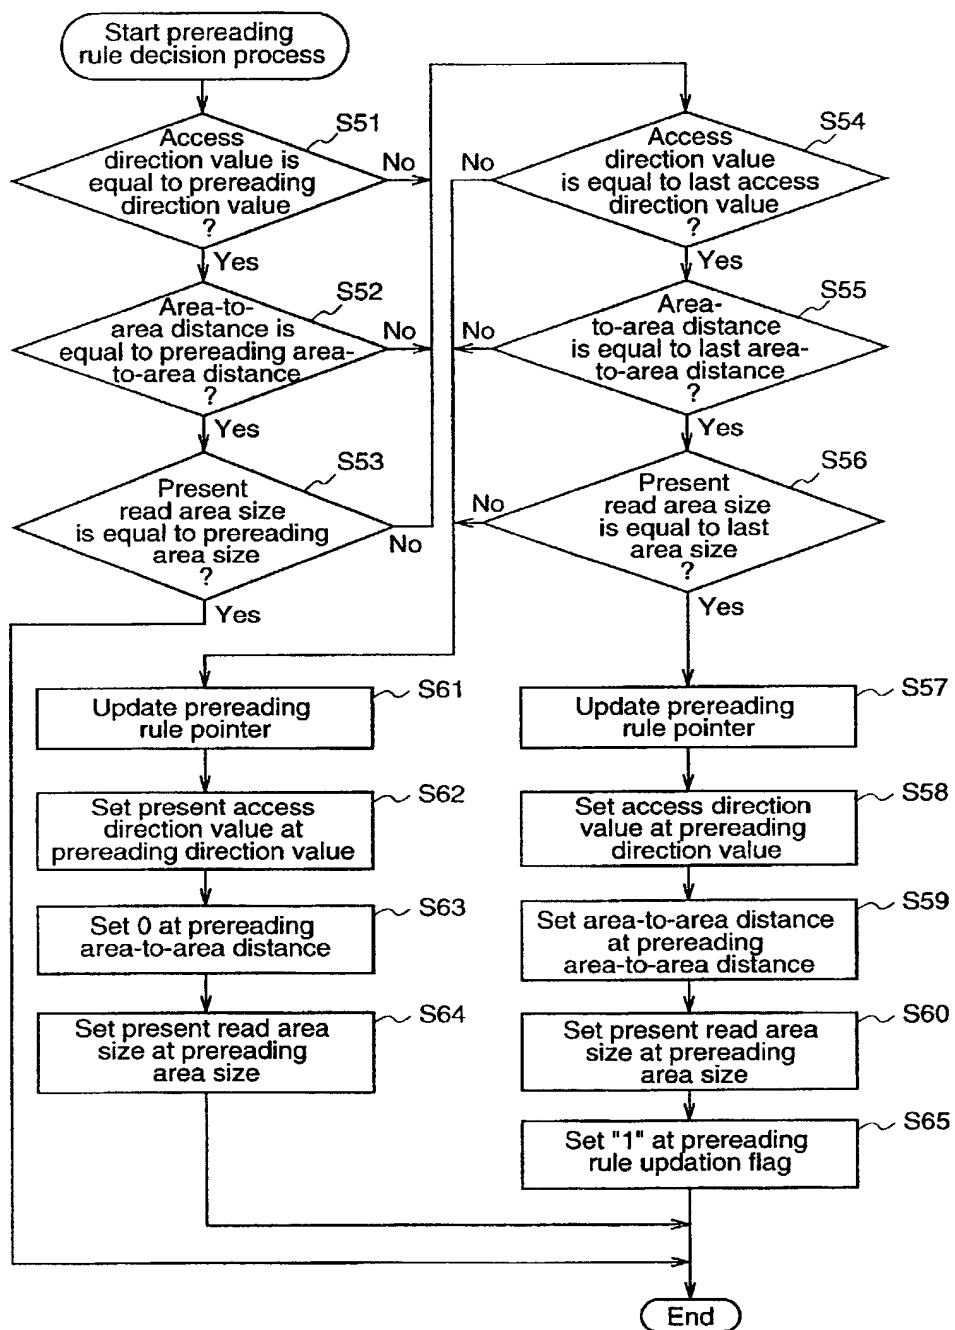 Start prereading
rule decision process
S51
Access
direction value is
equal to prereading
direction value
?
No
Yes
S52
Area-to-
area distance is
equal to prereading area-
to-area distance
?
No
Yes
S53
Present
read area size
is equal to prereading
area size
?
No
Yes
S54
Access
direction value
is equal to last access
direction value
?
No
Yes
S55
Area-
to-area distance
is equal to last area-
to-area distance
?
No
Yes
S56
Present
read area size
is equal to last
area size
?
No
Yes
S61
Update prereading
rule pointer
S62
Set present access
direction value at
prereading direction value
S63
Set 0 at prereading
area-to-area distance
S64
Set present read area
size at prereading
area size
S57
Update prereading
rule pointer
S58
Set access direction
value at prereading
direction value
S59
Set area-to-area distance
at prereading
area-to-area distance
S60
Set present read area
size at prereading
area size
S65
Set "1" at prereading
rule updation flag
End